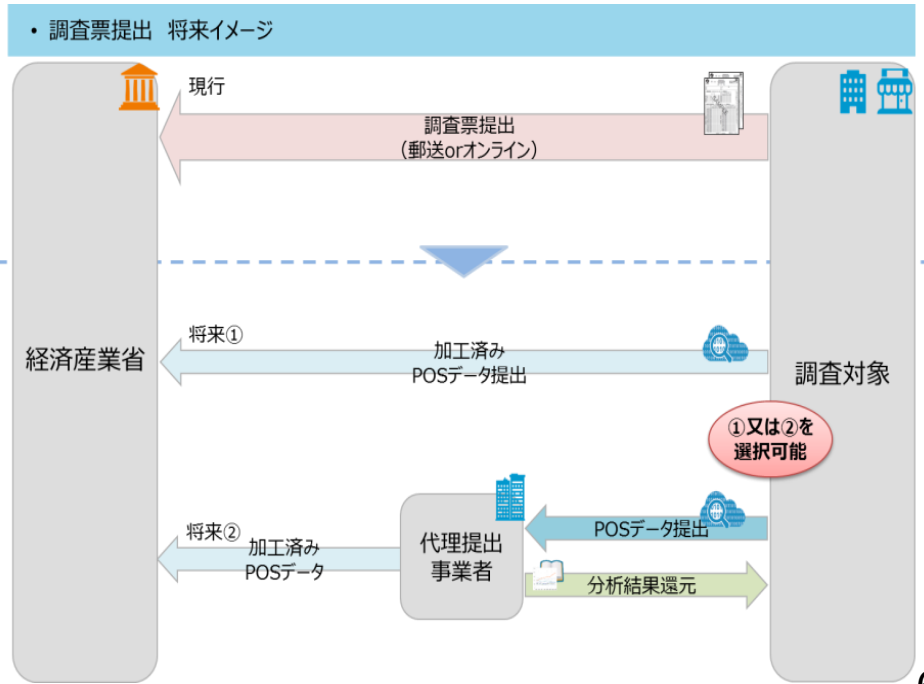 ・ 調査票提出　将来イメージ
現行
調査票提出
（郵送orオンライン）
経済産業省
調査対象
将来①
加工済み
POSデータ提出
①又は②を
選択可能
将来②
加工済み
POSデータ
代理提出
事業者
POSデータ提出
分析結果還元